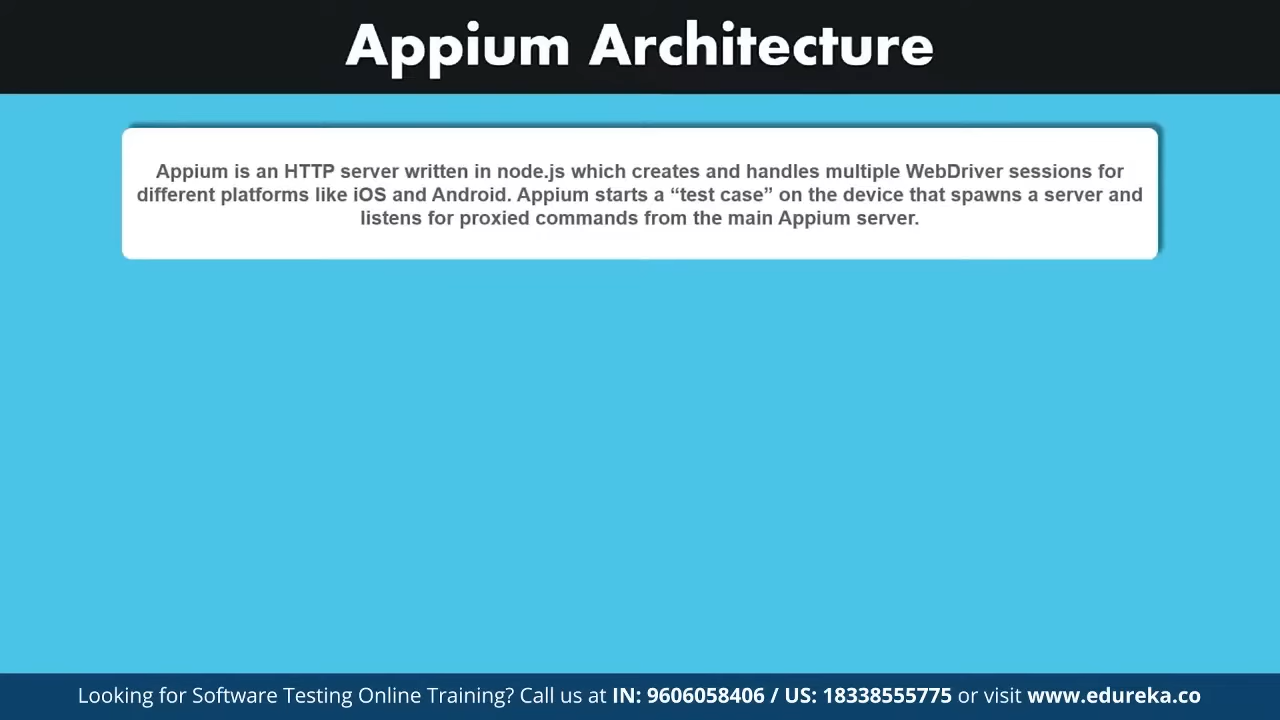 Appium Architecture
Appium is an HTTP server written in node.js which creates and handles multiple WebDriver sessions for
different platforms like iOS and Android. Appium starts a “test case” on the device that spawns a server and
listens for proxied commands from the main Appium server.
Looking for Software Testing Online Training? Call us at IN: 9606058406 / US: 18338555775 or visit www.edureka.co